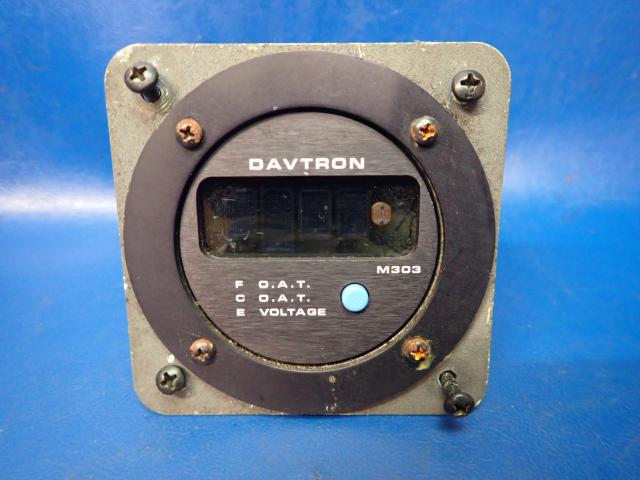 DAVTRON
M303
F O.A.T.
C O.A.T.
E VOLTAGE